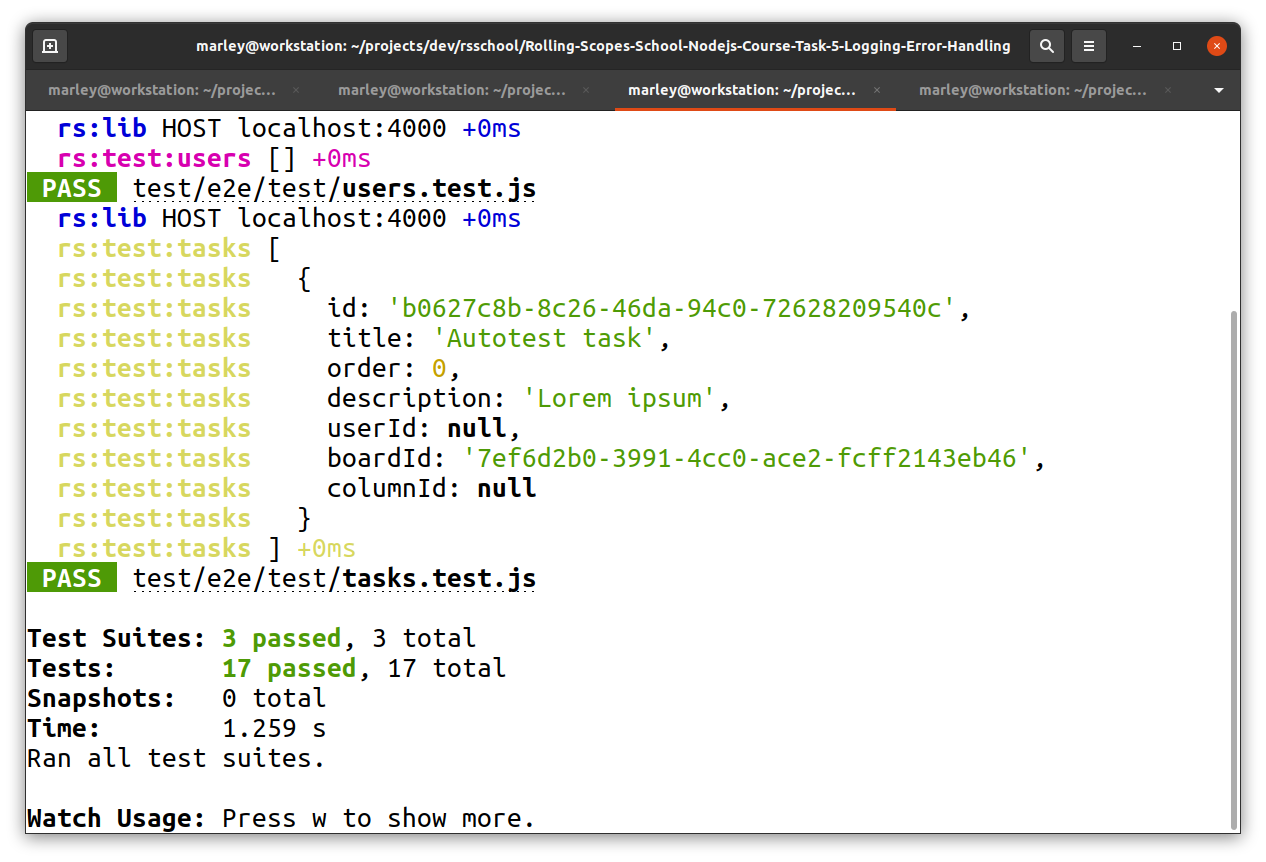 marley@workstation: ~/projects/dev/rsschool/Rolling-Scopes-School-Nodejs-Course-Task-5-Logging-Error-Handling
marley@workstation: ~/projec... × marley@workstation: ~/projec... × marley@workstation: ~/projec... × marley@workstation: ~/projec... ×
rs:lib HOST localhost:4000 +0ms
rs:test:users [] +0ms
PASS test/e2e/test/users.test.js
rs:lib HOST localhost:4000 +0ms
rs:test:tasks [
rs:test:tasks   {
rs:test:tasks     id: 'b0627c8b-8c26-46da-94c0-72628209540c',
rs:test:tasks     title: 'Autotest task',
rs:test:tasks     order: 0,
rs:test:tasks     description: 'Lorem ipsum',
rs:test:tasks     userId: null,
rs:test:tasks     boardId: '7ef6d2b0-3991-4cc0-ace2-fcff2143eb46',
rs:test:tasks     columnId: null
rs:test:tasks   }
rs:test:tasks ] +0ms
PASS test/e2e/test/tasks.test.js
Test Suites: 3 passed, 3 total
Tests:       17 passed, 17 total
Snapshots:   0 total
Time:        1.259 s
Ran all test suites.
Watch Usage: Press w to show more.